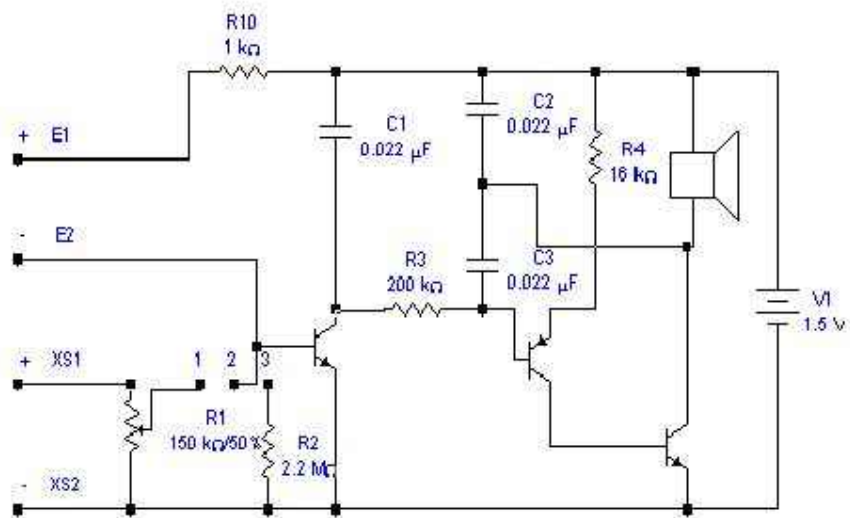 R10
1 kΩ
+ E1
C1
0.022 µF
C2
0.022 µF
R4
16 kΩ
- E2
R3
200 kΩ
C3
0.022 µF
V1
1.5 V
+ XS1
1 2 3
R1
150 kΩ/50 %
R2
2.2 MΩ
- XS2